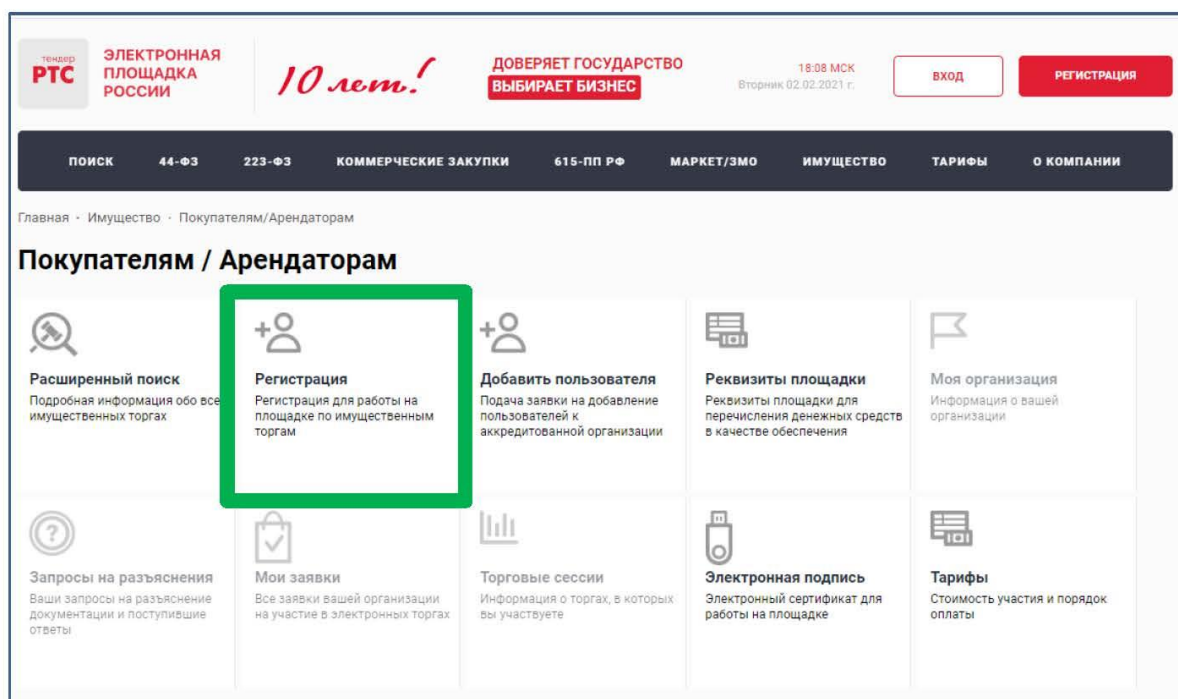 тендер
РТС
ЭЛЕКТРОННАЯ
ПЛОЩАДКА
РОССИИ
10 лет!
ДОВЕРЯЕТ ГОСУДАРСТВО
ВЫБИРАЕТ БИЗНЕС
18:08 МСК
Вторник 02.02.2021 г.
ВХОД
РЕГИСТРАЦИЯ
ПОИСК 44-ФЗ 223-ФЗ КОММЕРЧЕСКИЕ ЗАКУПКИ 615-ПП РФ МАРКЕТ/ЗМО ИМУЩЕСТВО ТАРИФЫ О КОМПАНИИ
Главная · Имущество · Покупателям/Арендаторам
Покупателям / Арендаторам
Расширенный поиск
Подробная информация обо все
имущественных торгах
Регистрация
Регистрация для работы на
площадке по имущественным
торгам
Добавить пользователя
Подача заявки на добавление
пользователей к
аккредитованной организации
Реквизиты площадки
Реквизиты площадки для
перечисления денежных средств
в качестве обеспечения
Моя организация
Информация о вашей
организации
Запросы на разъяснения
Ваши запросы на разъяснение
документации и поступившие
ответы
Мои заявки
Все заявки вашей организации
на участие в электронных торгах
Торговые сессии
Информация о торгах, в которых
вы участвуете
Электронная подпись
Электронный сертификат для
работы на площадке
Тарифы
Стоимость участия и порядок
оплаты